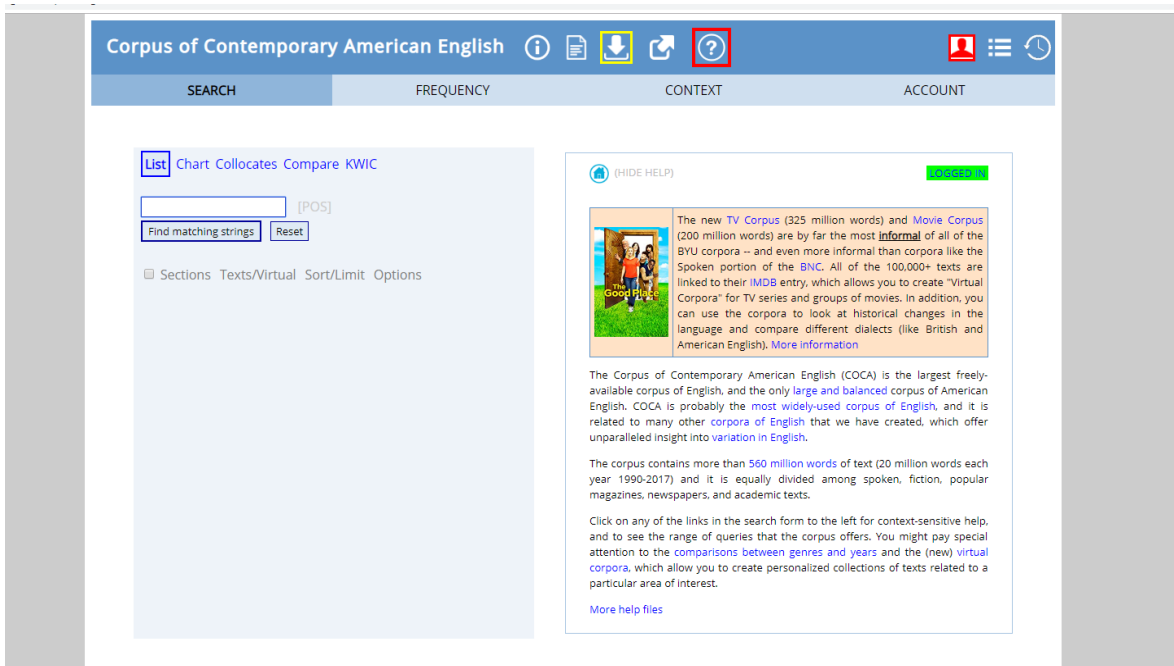 Corpus of Contemporary American English
SEARCH FREQUENCY CONTEXT ACCOUNT
List Chart Collocates Compare KWIC
[POS]
Find matching strings Reset
Sections Texts/Virtual Sort/Limit Options
(HIDE HELP) LOGGED IN
The Good Place
The new TV Corpus (325 million words) and Movie Corpus
(200 million words) are by far the most informal of all of the
BYU corpora -- and even more informal than corpora like the
Spoken portion of the BNC. All of the 100,000+ texts are
linked to their IMDB entry, which allows you to create "Virtual
Corpora" for TV series and groups of movies. In addition, you
can use the corpora to look at historical changes in the
language and compare different dialects (like British and
American English). More information
The Corpus of Contemporary American English (COCA) is the largest freely-
available corpus of English, and the only large and balanced corpus of American
English. COCA is probably the most widely-used corpus of English, and it is
related to many other corpora of English that we have created, which offer
unparalleled insight into variation in English.
The corpus contains more than 560 million words of text (20 million words each
year 1990-2017) and it is equally divided among spoken, fiction, popular
magazines, newspapers, and academic texts.
Click on any of the links in the search form to the left for context-sensitive help,
and to see the range of queries that the corpus offers. You might pay special
attention to the comparisons between genres and years and the (new) virtual
corpora, which allow you to create personalized collections of texts related to a
particular area of interest.
More help files